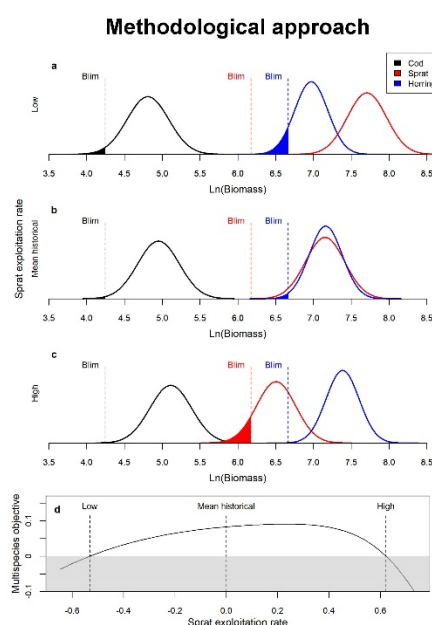 Methodological approach
a
Blim Blim Blim
Cod
Sprat
Herring
Low
3.5 4.0 4.5 5.0 5.5 6.0 6.5 7.0 7.5 8.0 8.5
Ln(Biomass)
b
Blim Blim Blim
Sprat exploitation rate
Mean historical
3.5 4.0 4.5 5.0 5.5 6.0 6.5 7.0 7.5 8.0 8.5
Ln(Biomass)
c
Blim Blim Blim
High
3.5 4.0 4.5 5.0 5.5 6.0 6.5 7.0 7.5 8.0 8.5
Ln(Biomass)
d
Low Mean historical High
Multispecies objective
0.1
0
-0.1
-0.6 -0.4 -0.2 0.0 0.2 0.4 0.6
Sprat exploitation rate